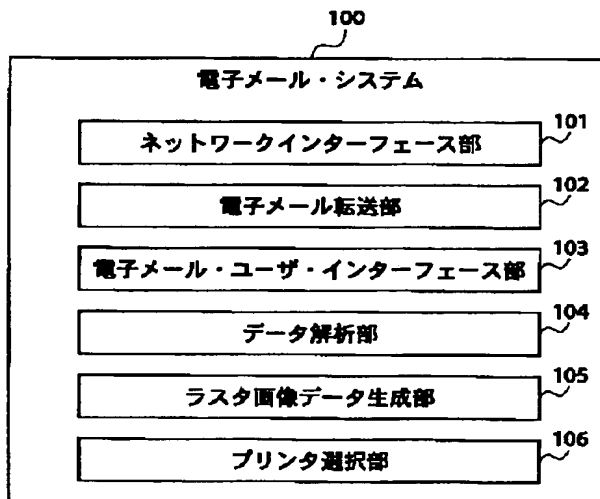 100
電子メール・システム
101
ネットワークインターフェース部
102
電子メール転送部
103
電子メール・ユーザ・インターフェース部
104
データ解析部
105
ラスタ画像データ生成部
106
プリンタ選択部